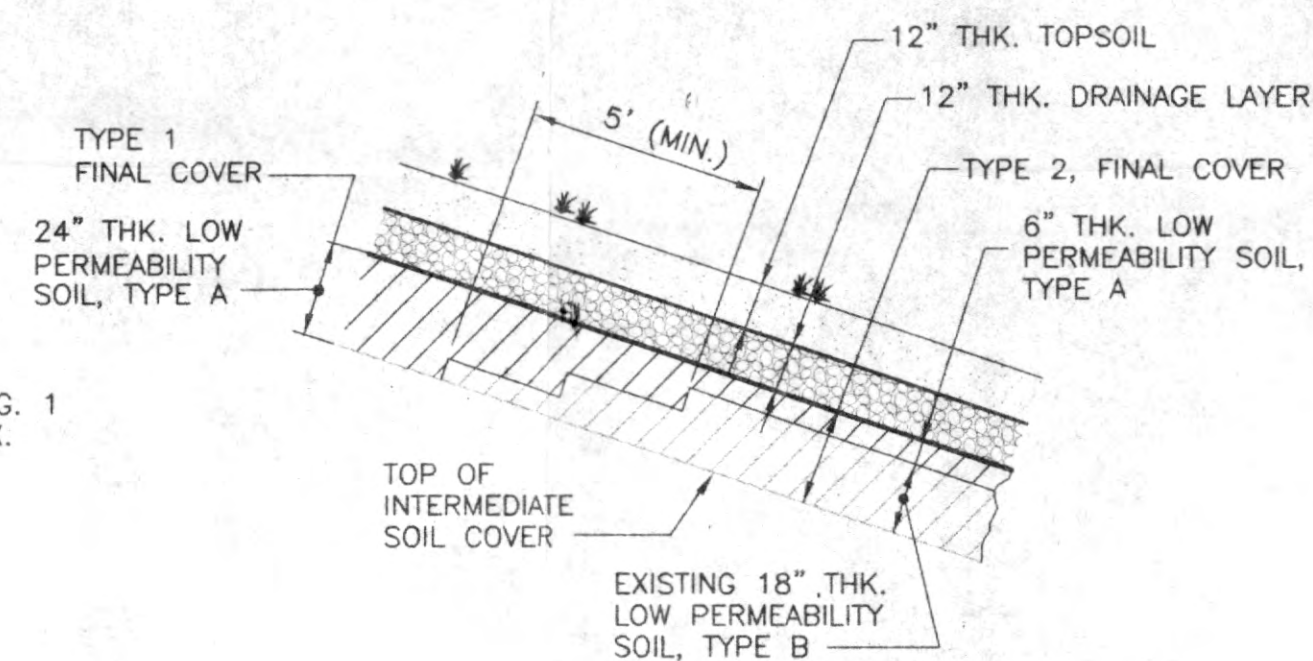 12" THK. TOPSOIL
12" THK. DRAINAGE LAYER
5' (MIN.)
TYPE 1
FINAL COVER
TYPE 2, FINAL COVER
24" THK. LOW
PERMEABILITY
SOIL, TYPE A
6" THK. LOW
PERMEABILITY SOIL,
TYPE A
G. 1
TOP OF
INTERMEDIATE
SOIL COVER
EXISTING 18" THK.
LOW PERMEABILITY
SOIL, TYPE B